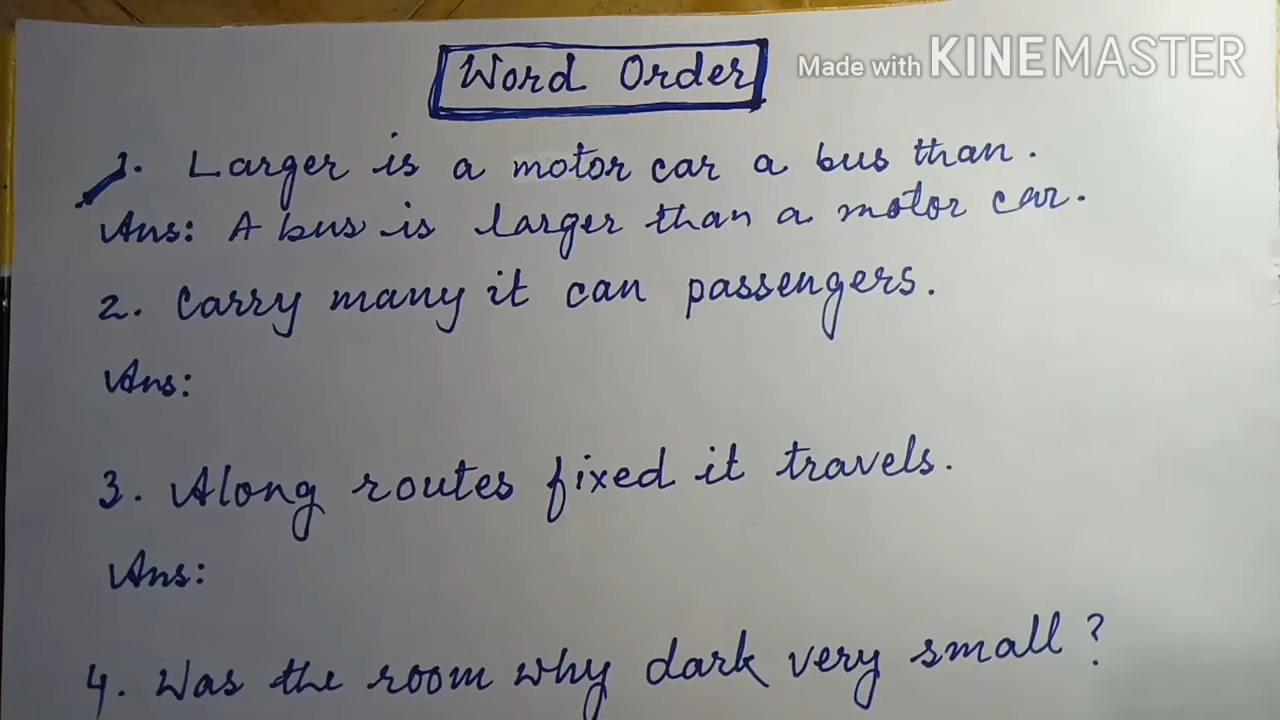 Word Order
Made with KINEMASTER
1. Larger is a motor car a bus than.
Ans: A bus is larger than a motor car.
2. Carry many it can passengers.
Ans:
3. Along routes fixed it travels.
Ans:
4. Was the room why dark very small?